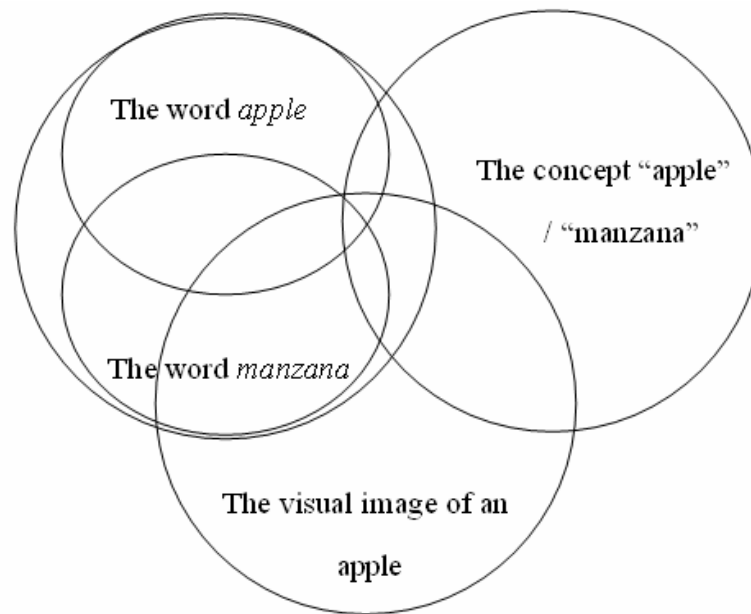 The word apple
The concept “apple”
/ “manzana”
The word manzana
The visual image of an
apple